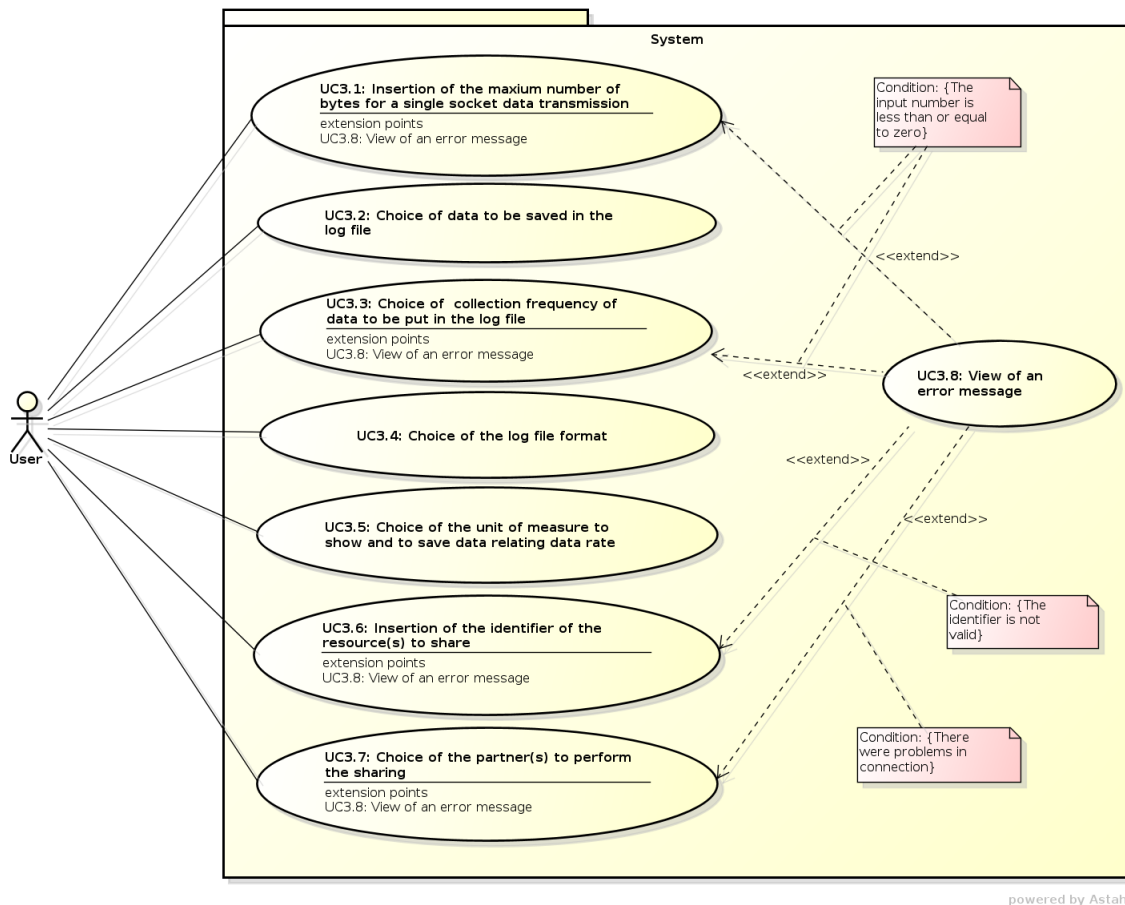 System
UC3.1: Insertion of the maxium number of
bytes for a single socket data transmission
extension points
UC3.8: View of an error message
Condition: {The
input number is
less than or equal
to zero}
UC3.2: Choice of data to be saved in the
log file
<<extend>>
UC3.3: Choice of  collection frequency of
data to be put in the log file
extension points
UC3.8: View of an error message
<<extend>>
UC3.8: View of an
error message
User
UC3.4: Choice of the log file format
<<extend>>
UC3.5: Choice of the unit of measure to
show and to save data relating data rate
<<extend>>
UC3.6: Insertion of the identifier of the
resource(s) to share
extension points
UC3.8: View of an error message
Condition: {The
identifier is not
valid}
UC3.7: Choice of the partner(s) to perform
the sharing
extension points
UC3.8: View of an error message
Condition: {There
were problems in
connection}
powered by Astah